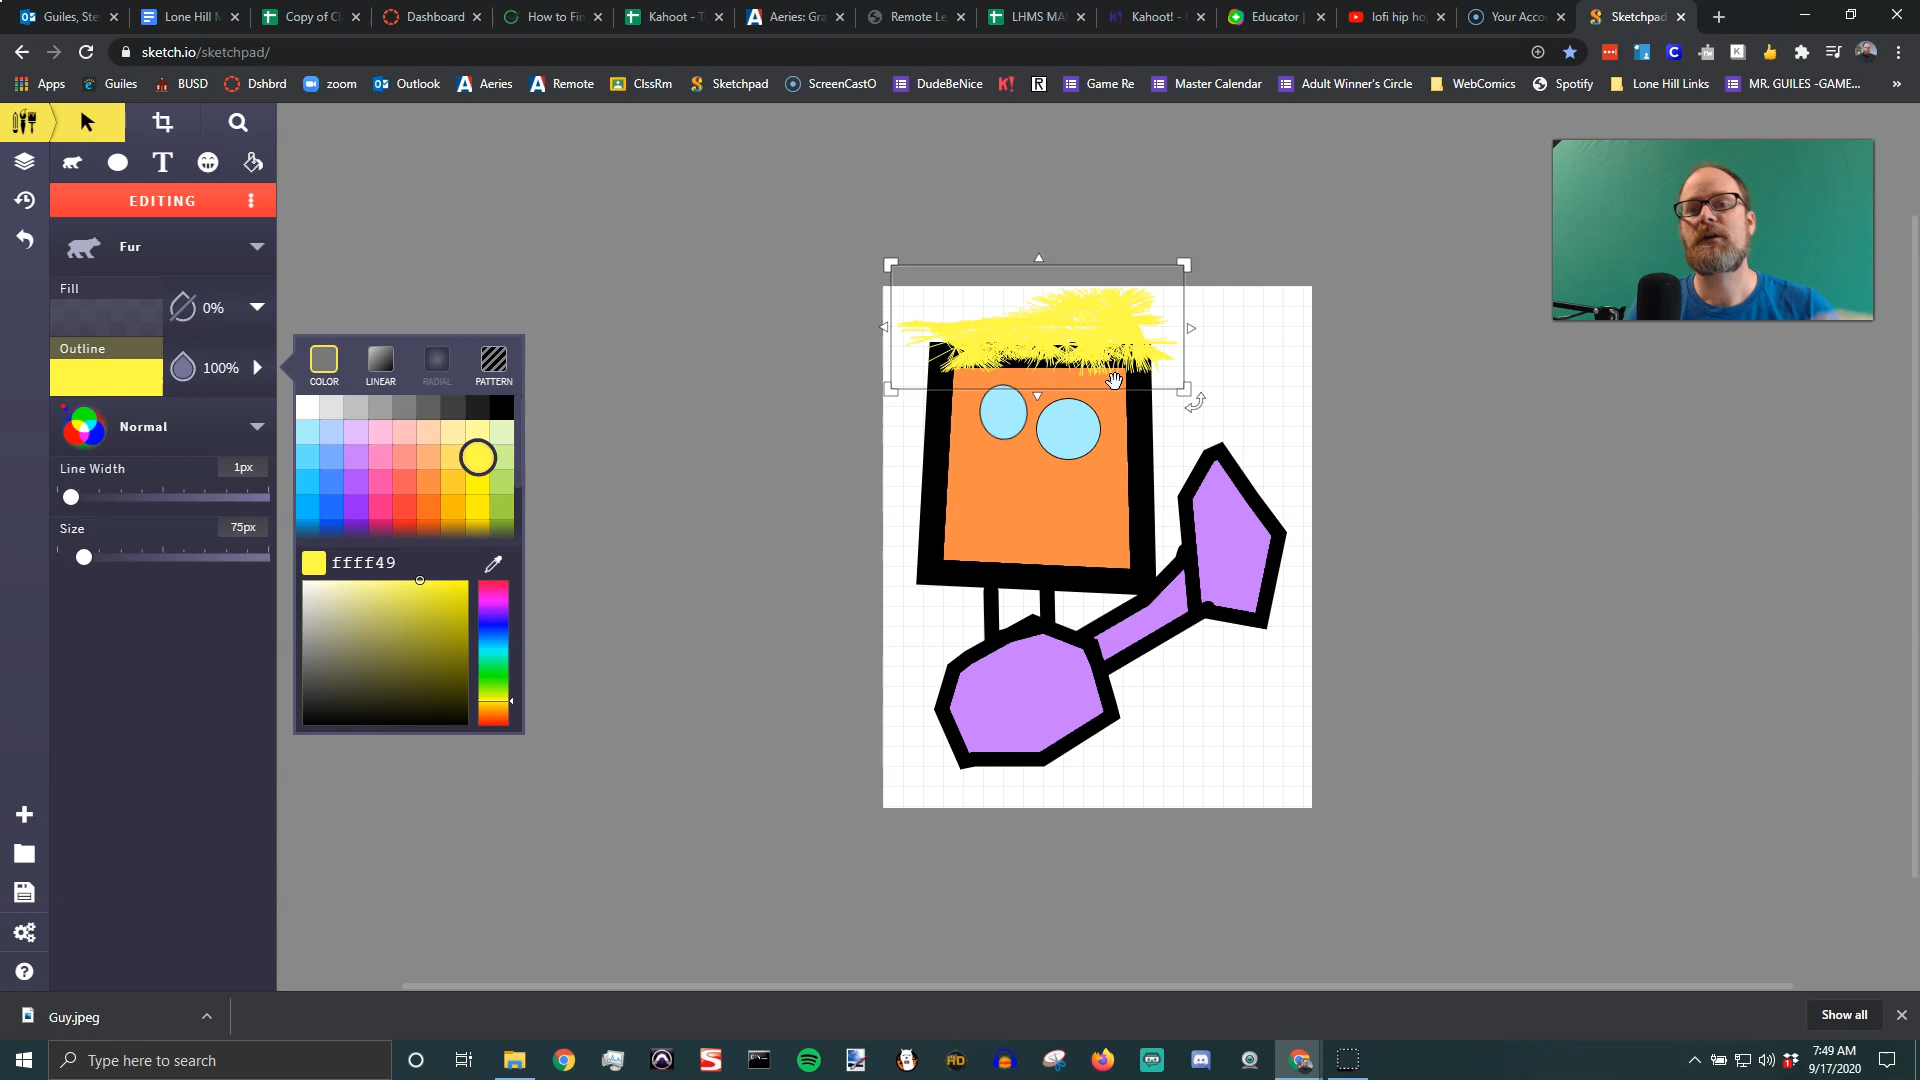 Guiles, Ste
Lone Hill M
Copy of C
Dashboard
How to Fin
Kahoot - T
Aeries: Gra
Remote Le
LHMS MA
Kahoot! -
Educator |
lofi hip ho
Your Acco
Sketchpad
sketch.io/sketchpad/
Apps
Guiles
BUSD
Dshbrd
zoom
Outlook
Aeries
Remote
ClssRm
Sketchpad
ScreenCastO
DudeBeNice
Game Re
Master Calendar
Adult Winner's Circle
WebComics
Spotify
Lone Hill Links
MR. GUILES -GAME...
EDITING
Fur
Fill
0%
Outline
100%
Normal
Line Width
1px
Size
75px
COLOR
LINEAR
RADIAL
PATTERN
ffff49
Guy.jpeg
Show all
Type here to search
7:49 AM
9/17/2020